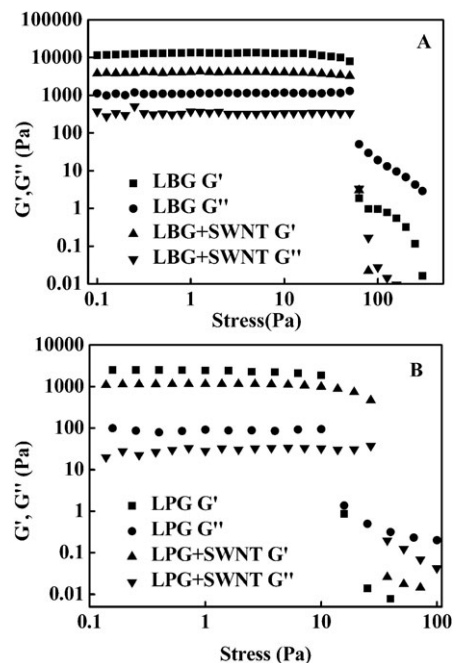 A
G',G'' (Pa)
10000
1000
100
10
1
0.1
0.01
LBG G'
LBG G''
LBG+SWNT G'
LBG+SWNT G''
0.1
1
10
100
Stress(Pa)
B
G', G'' (Pa)
10000
1000
100
10
1
0.1
0.01
LPG G'
LPG G''
LPG+SWNT G'
LPG+SWNT G''
0.1
1
10
100
Stress (Pa)